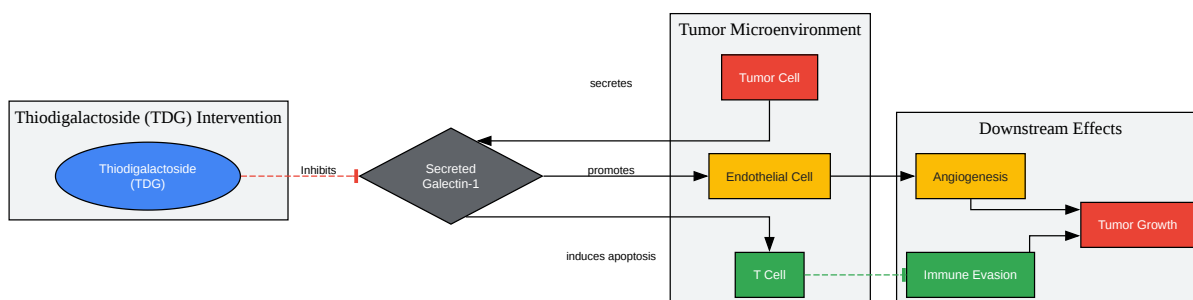 Thiodigalactoside (TDG) Intervention
Thiodigalactoside
(TDG)
Inhibits
Secreted
Galectin-1
secretes
promotes
induces apoptosis
Tumor Microenvironment
Tumor Cell
Endothelial Cell
T Cell
Downstream Effects
Angiogenesis
Tumor Growth
Immune Evasion